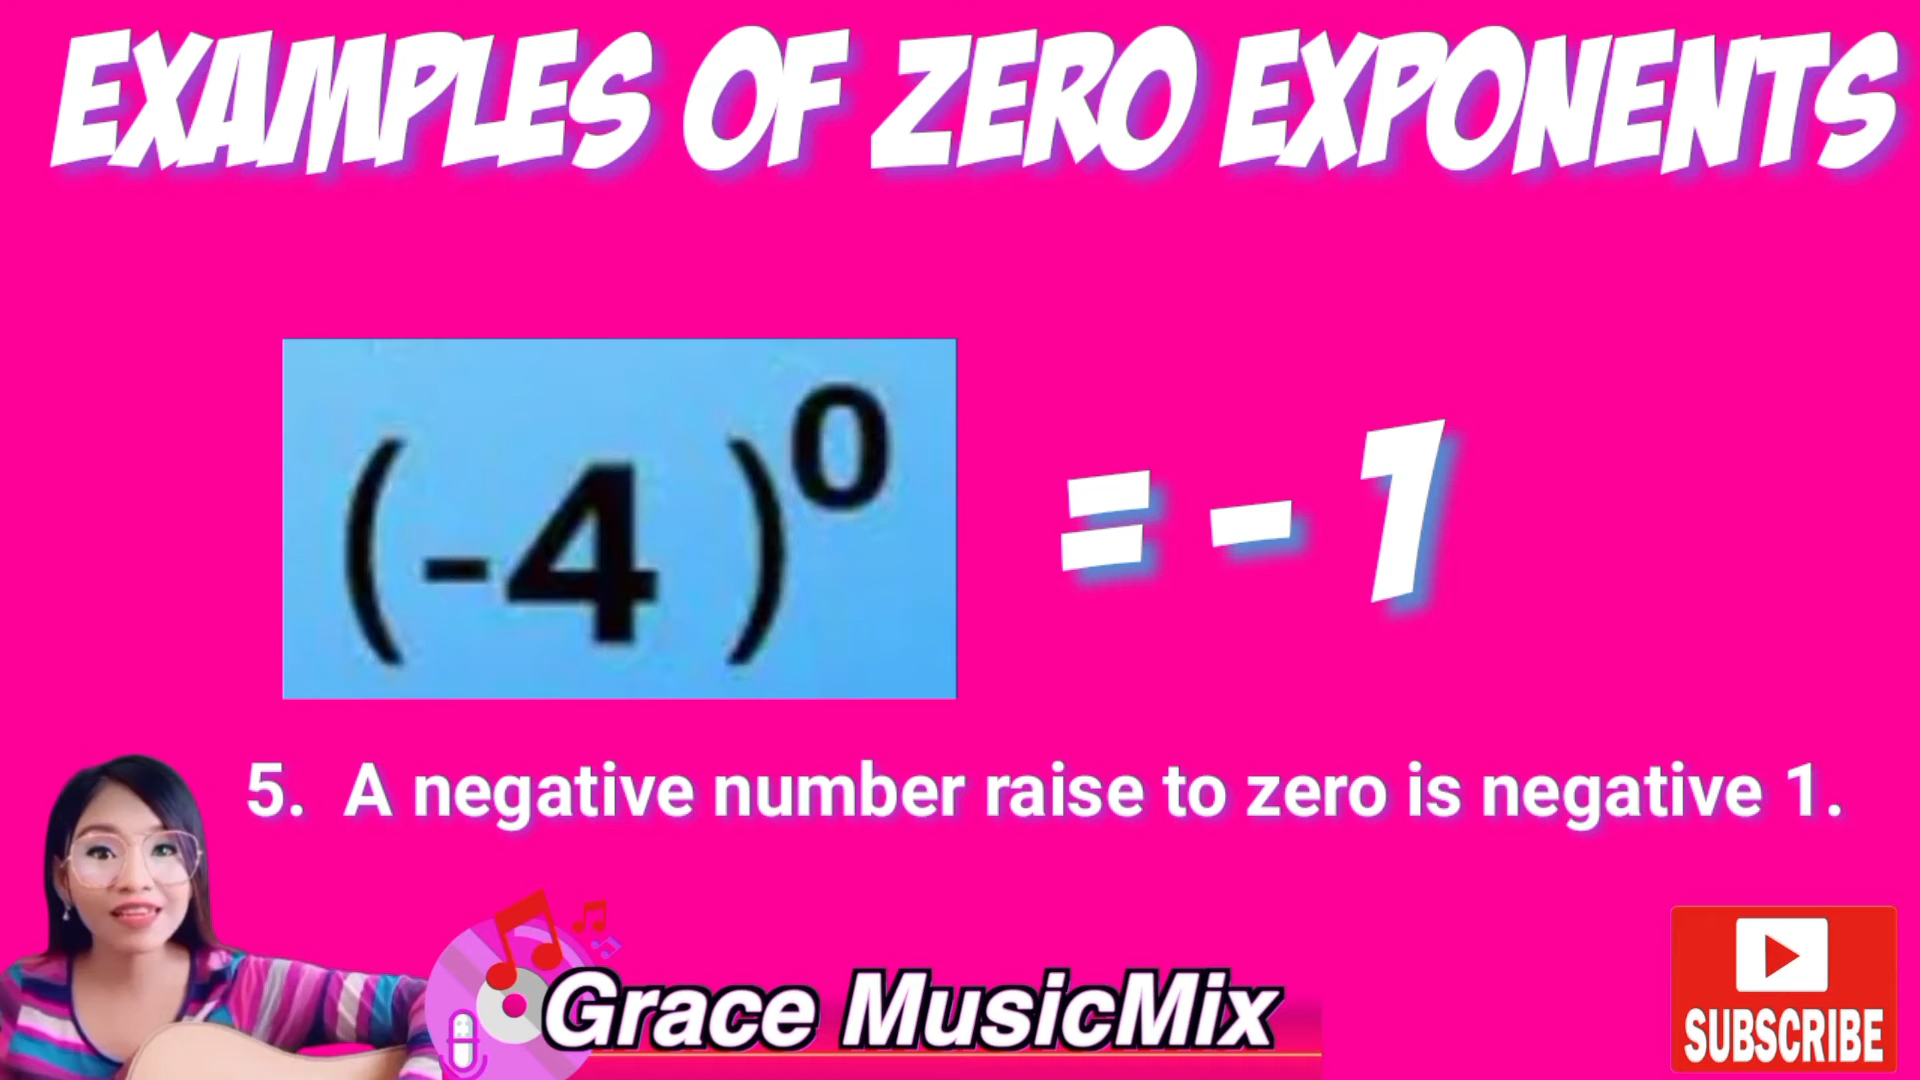 EXAMPLES OF ZERO EXPONENTS
(-4)⁰ = - 1
5. A negative number raise to zero is negative 1.
Grace MusicMix
SUBSCRIBE